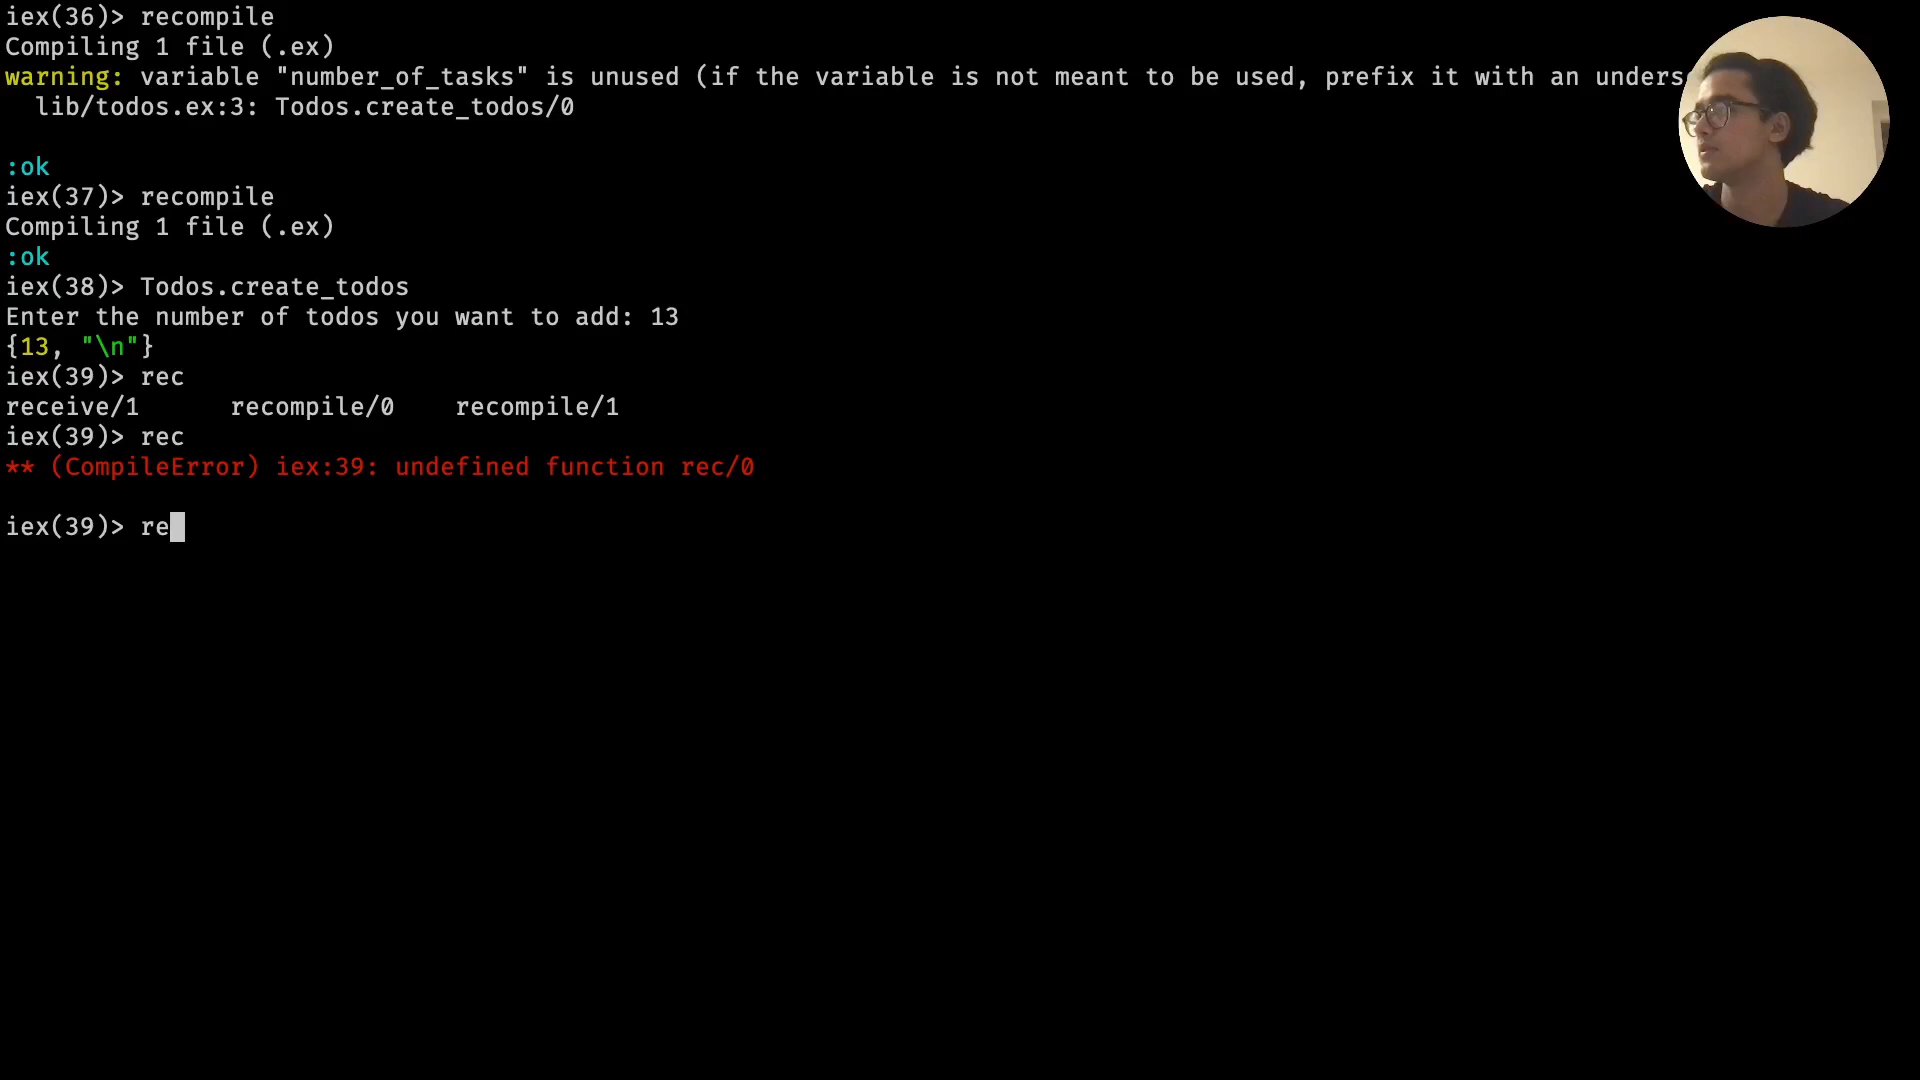 iex(36)> recompile
Compiling 1 file (.ex)
warning: variable "number_of_tasks" is unused (if the variable is not meant to be used, prefix it with an
lib/todos.ex:3: Todos.create_todos/0
:ok
iex(37)> recompile
Compiling 1 file (.ex)
:ok
iex(38)> Todos.create_todos
Enter the number of todos you want to add: 13
{13, "\n"}
iex(39)> rec
receive/1 recompile/0 recompile/1
iex(39)> rec
** (CompileError) iex:39: undefined function rec/0
iex(39)> re